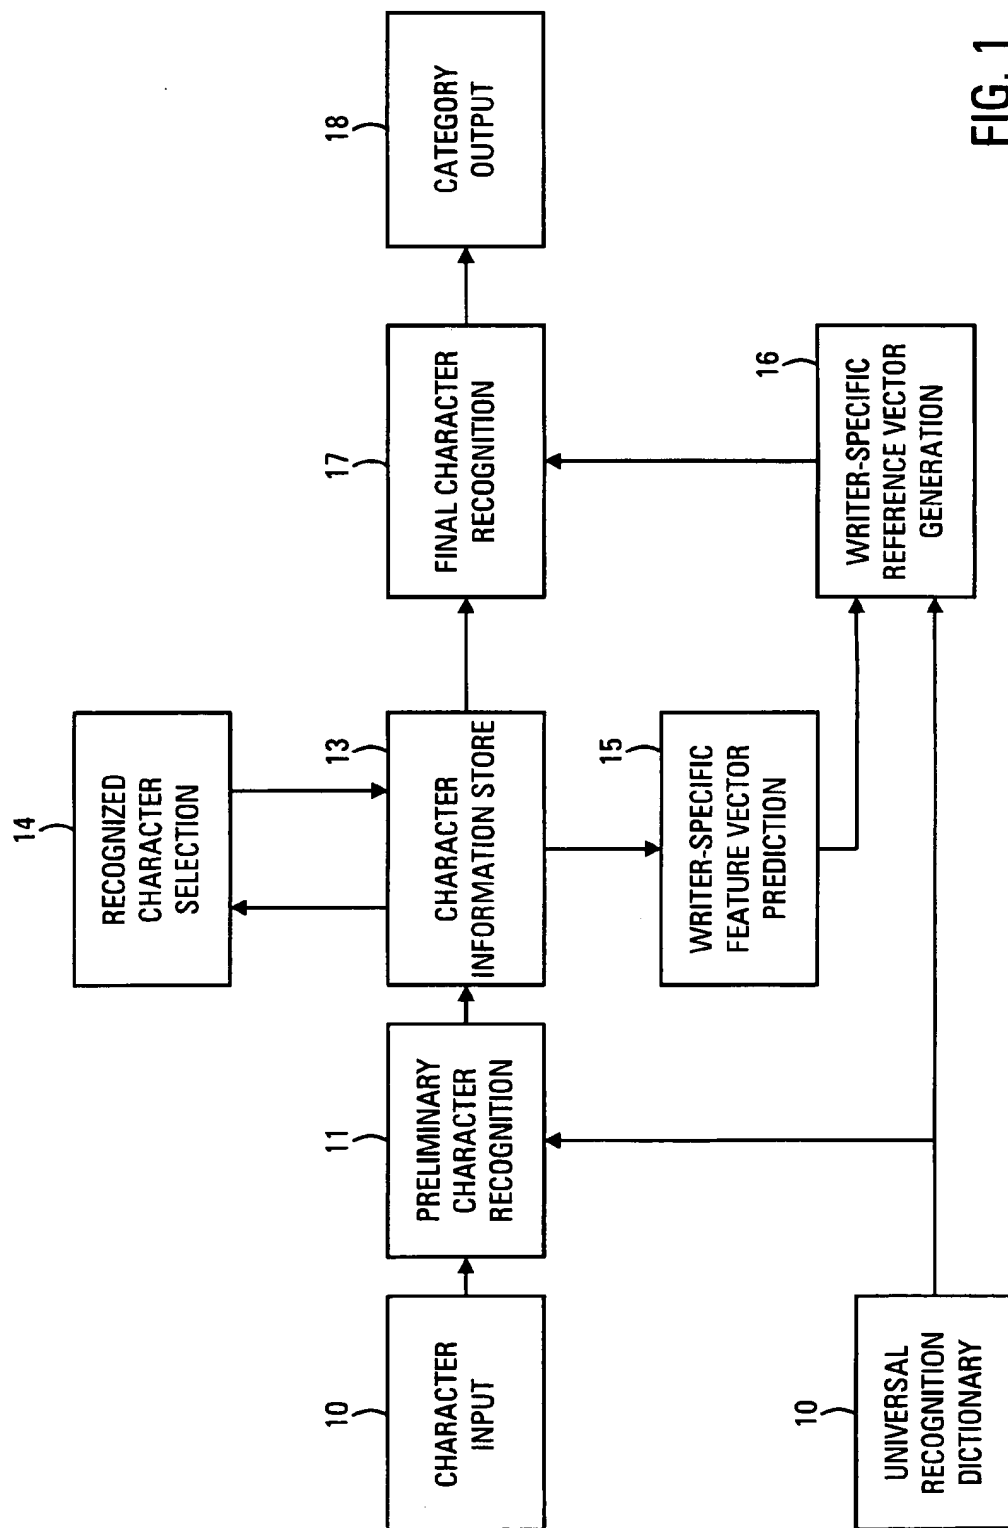 14
RECOGNIZED
CHARACTER
SELECTION
10
CHARACTER
INPUT
11
PRELIMINARY
CHARACTER
RECOGNITION
13
CHARACTER
INFORMATION STORE
17
FINAL CHARACTER
RECOGNITION
18
CATEGORY
OUTPUT
15
WRITER-SPECIFIC
FEATURE VECTOR
PREDICTION
16
WRITER-SPECIFIC
REFERENCE VECTOR
GENERATION
10
UNIVERSAL
RECOGNITION
DICTIONARY
FIG. 1